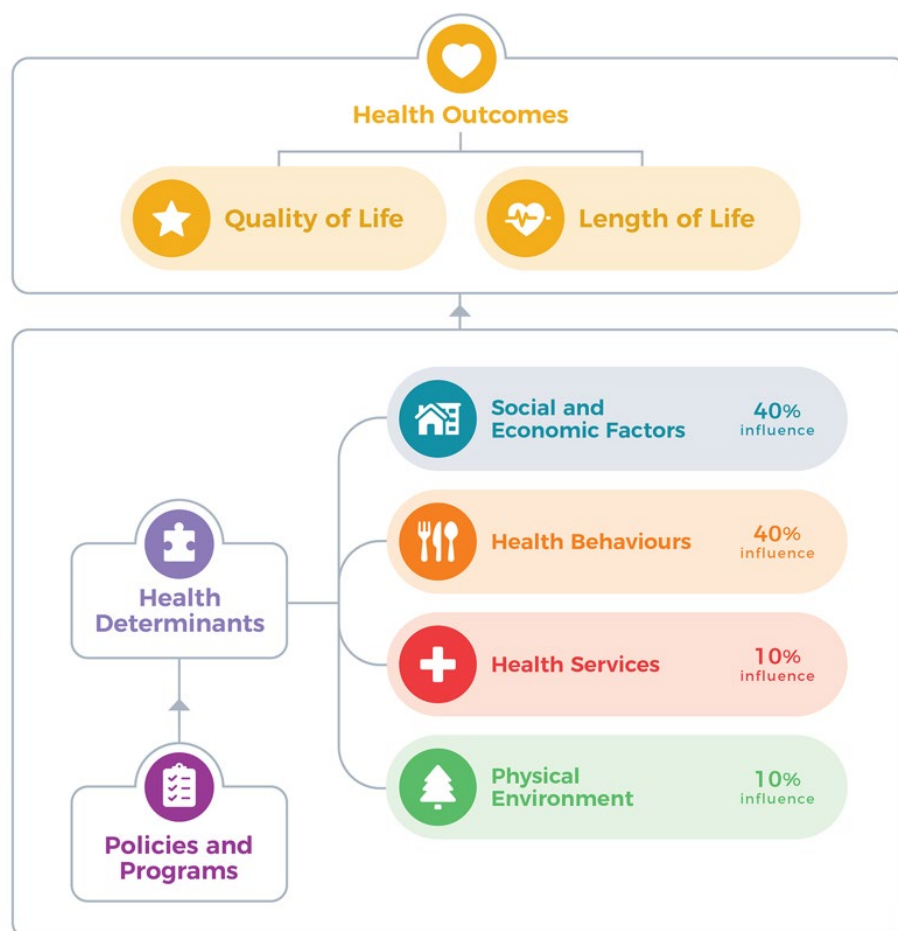 Health Outcomes
Quality of Life
Length of Life
Social and
Economic Factors
40%
influence
Health Behaviours
40%
influence
Health
Determinants
Health Services
10%
influence
Physical
Environment
10%
influence
Policies and
Programs